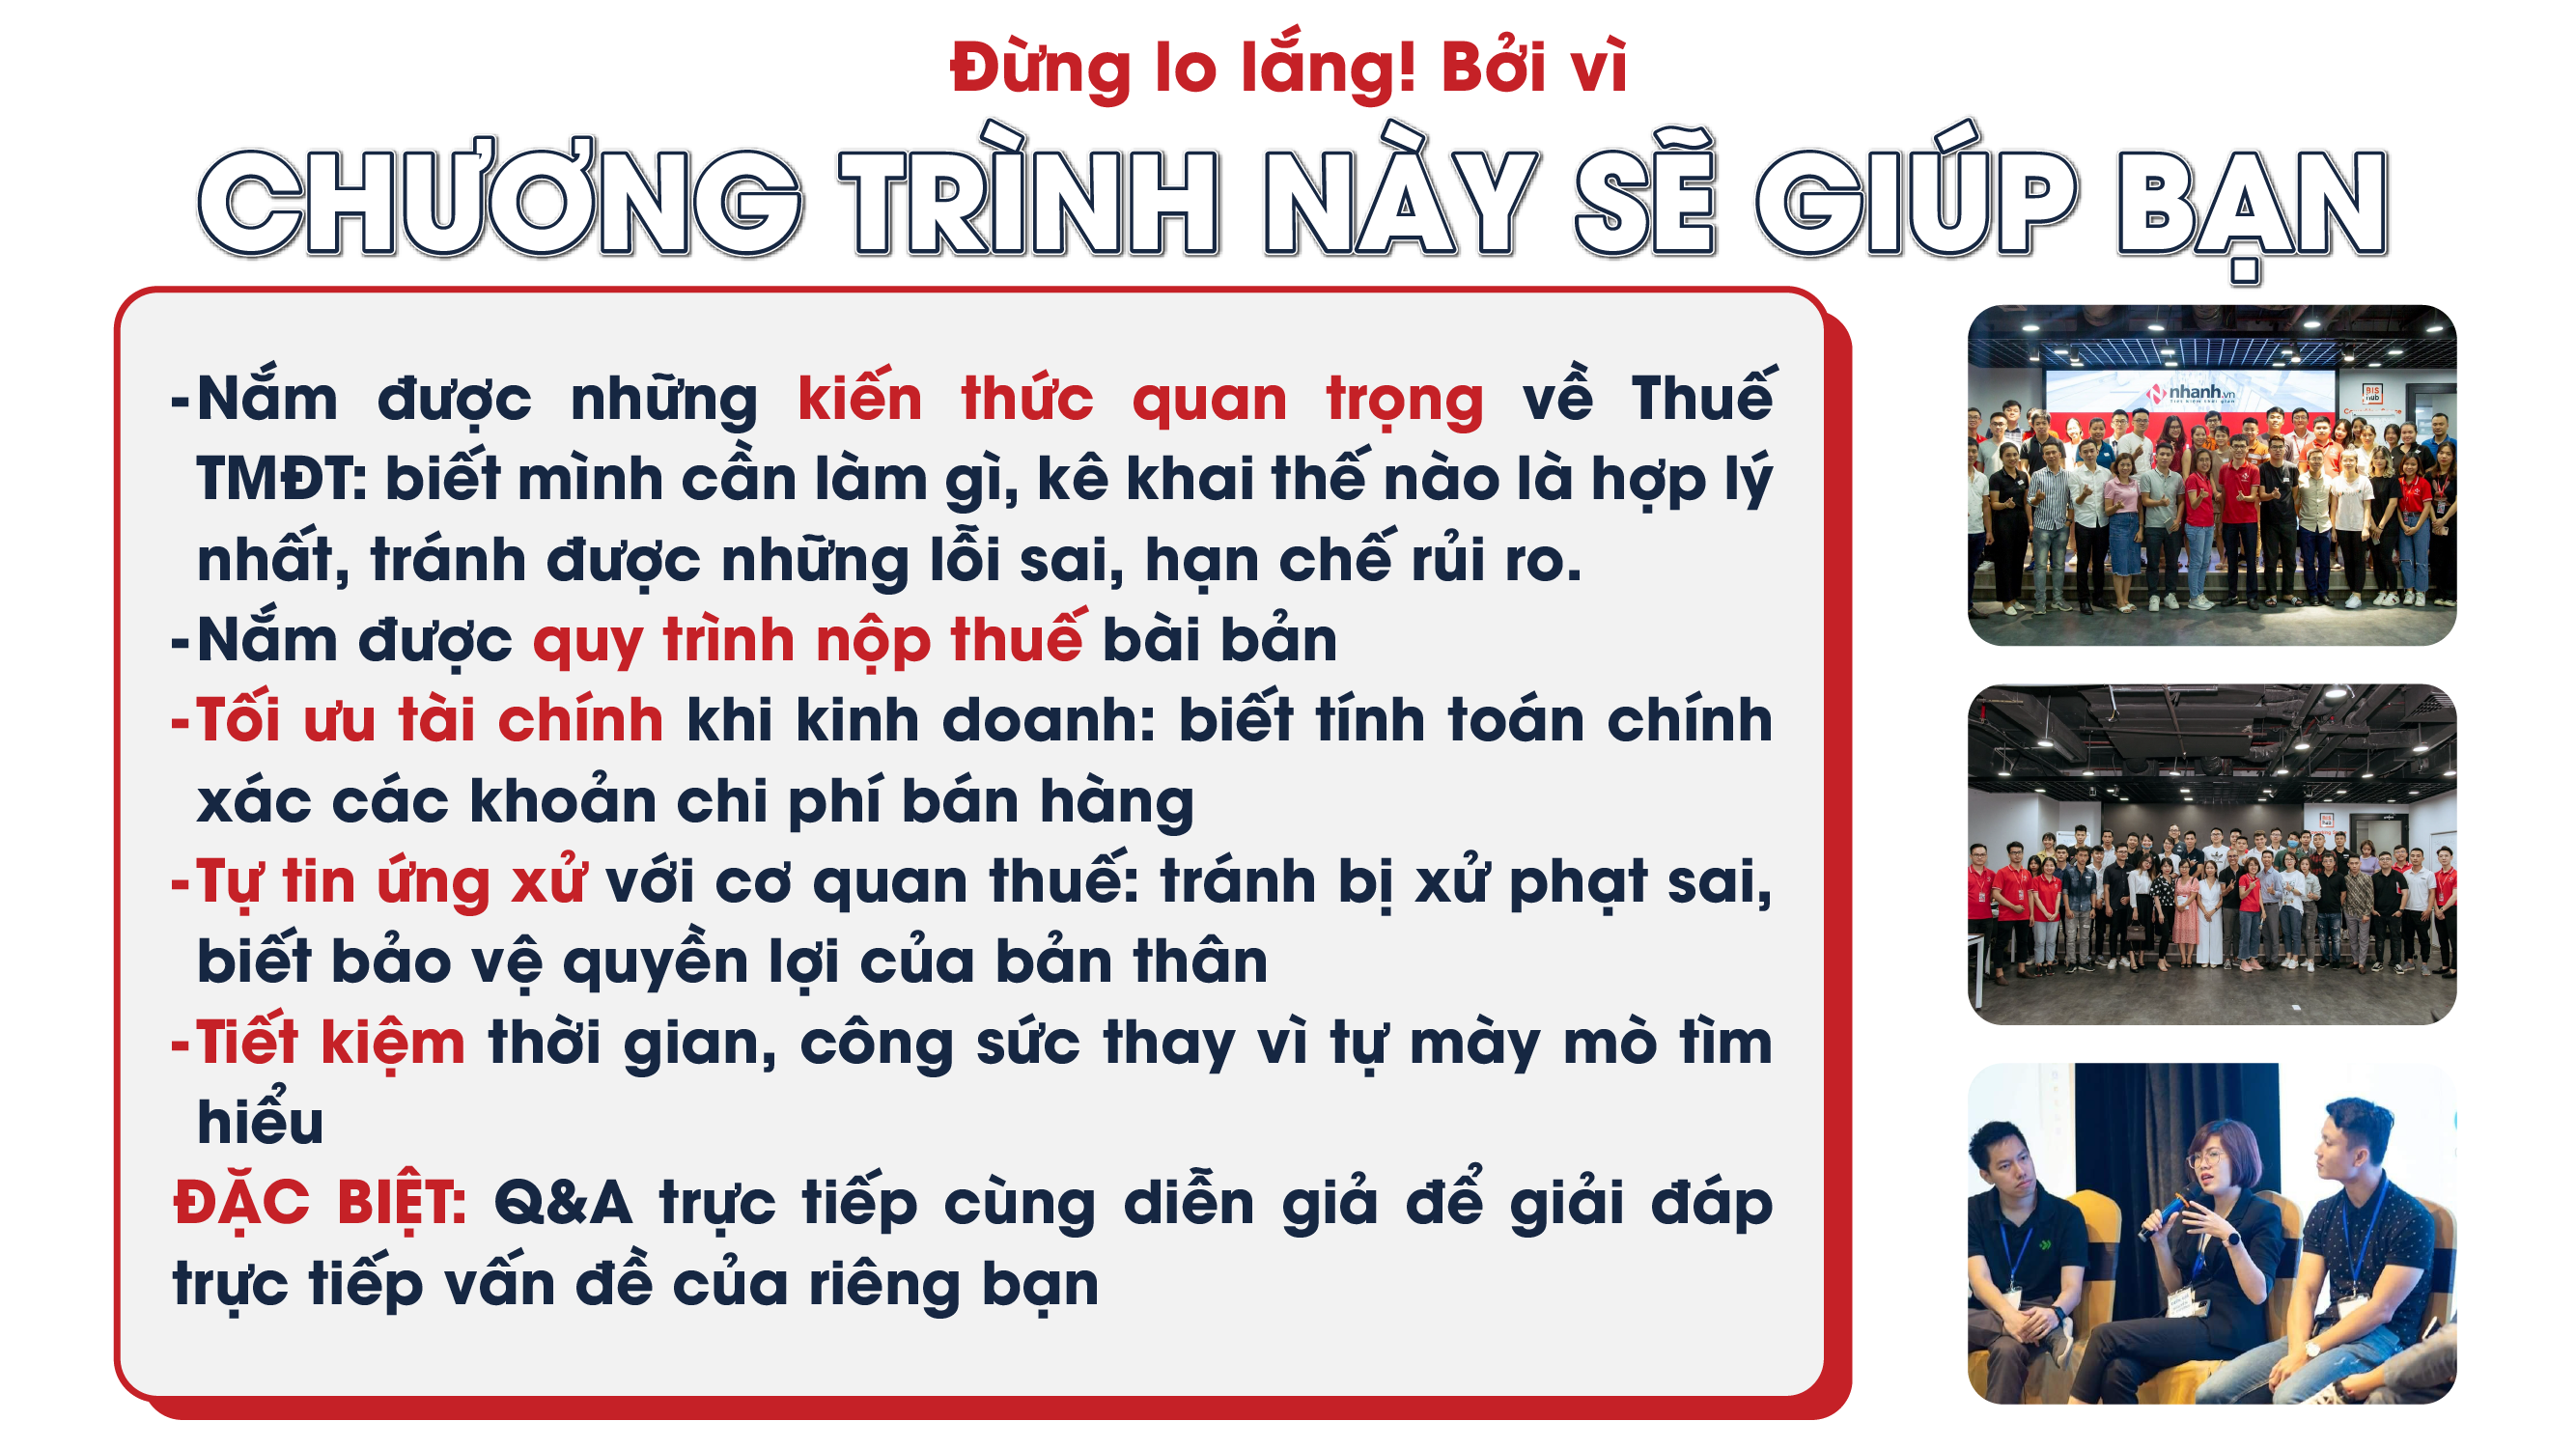 Đừng lo lắng! Bởi vì
CHƯƠNG TRÌNH NÀY SẼ GIÚP BẠN
-Nắm được những kiến thức quan trọng về Thuế
TMĐT: biết mình cần làm gì, kê khai thế nào là hợp lý
nhất, tránh được những lỗi sai, hạn chế rủi ro.
-Nắm được quy trình nộp thuế bài bản
-Tối ưu tài chính khi kinh doanh: biết tính toán chính
xác các khoản chi phí bán hàng
-Tự tin ứng xử với cơ quan thuế: tránh bị xử phạt sai,
biết bảo vệ quyền lợi của bản thân
-Tiết kiệm thời gian, công sức thay vì tự mày mò tìm
hiểu
ĐẶC BIỆT: Q&A trực tiếp cùng diễn giả để giải đáp
trực tiếp vấn đề của riêng bạn
nhanh.vn
BIS
hub